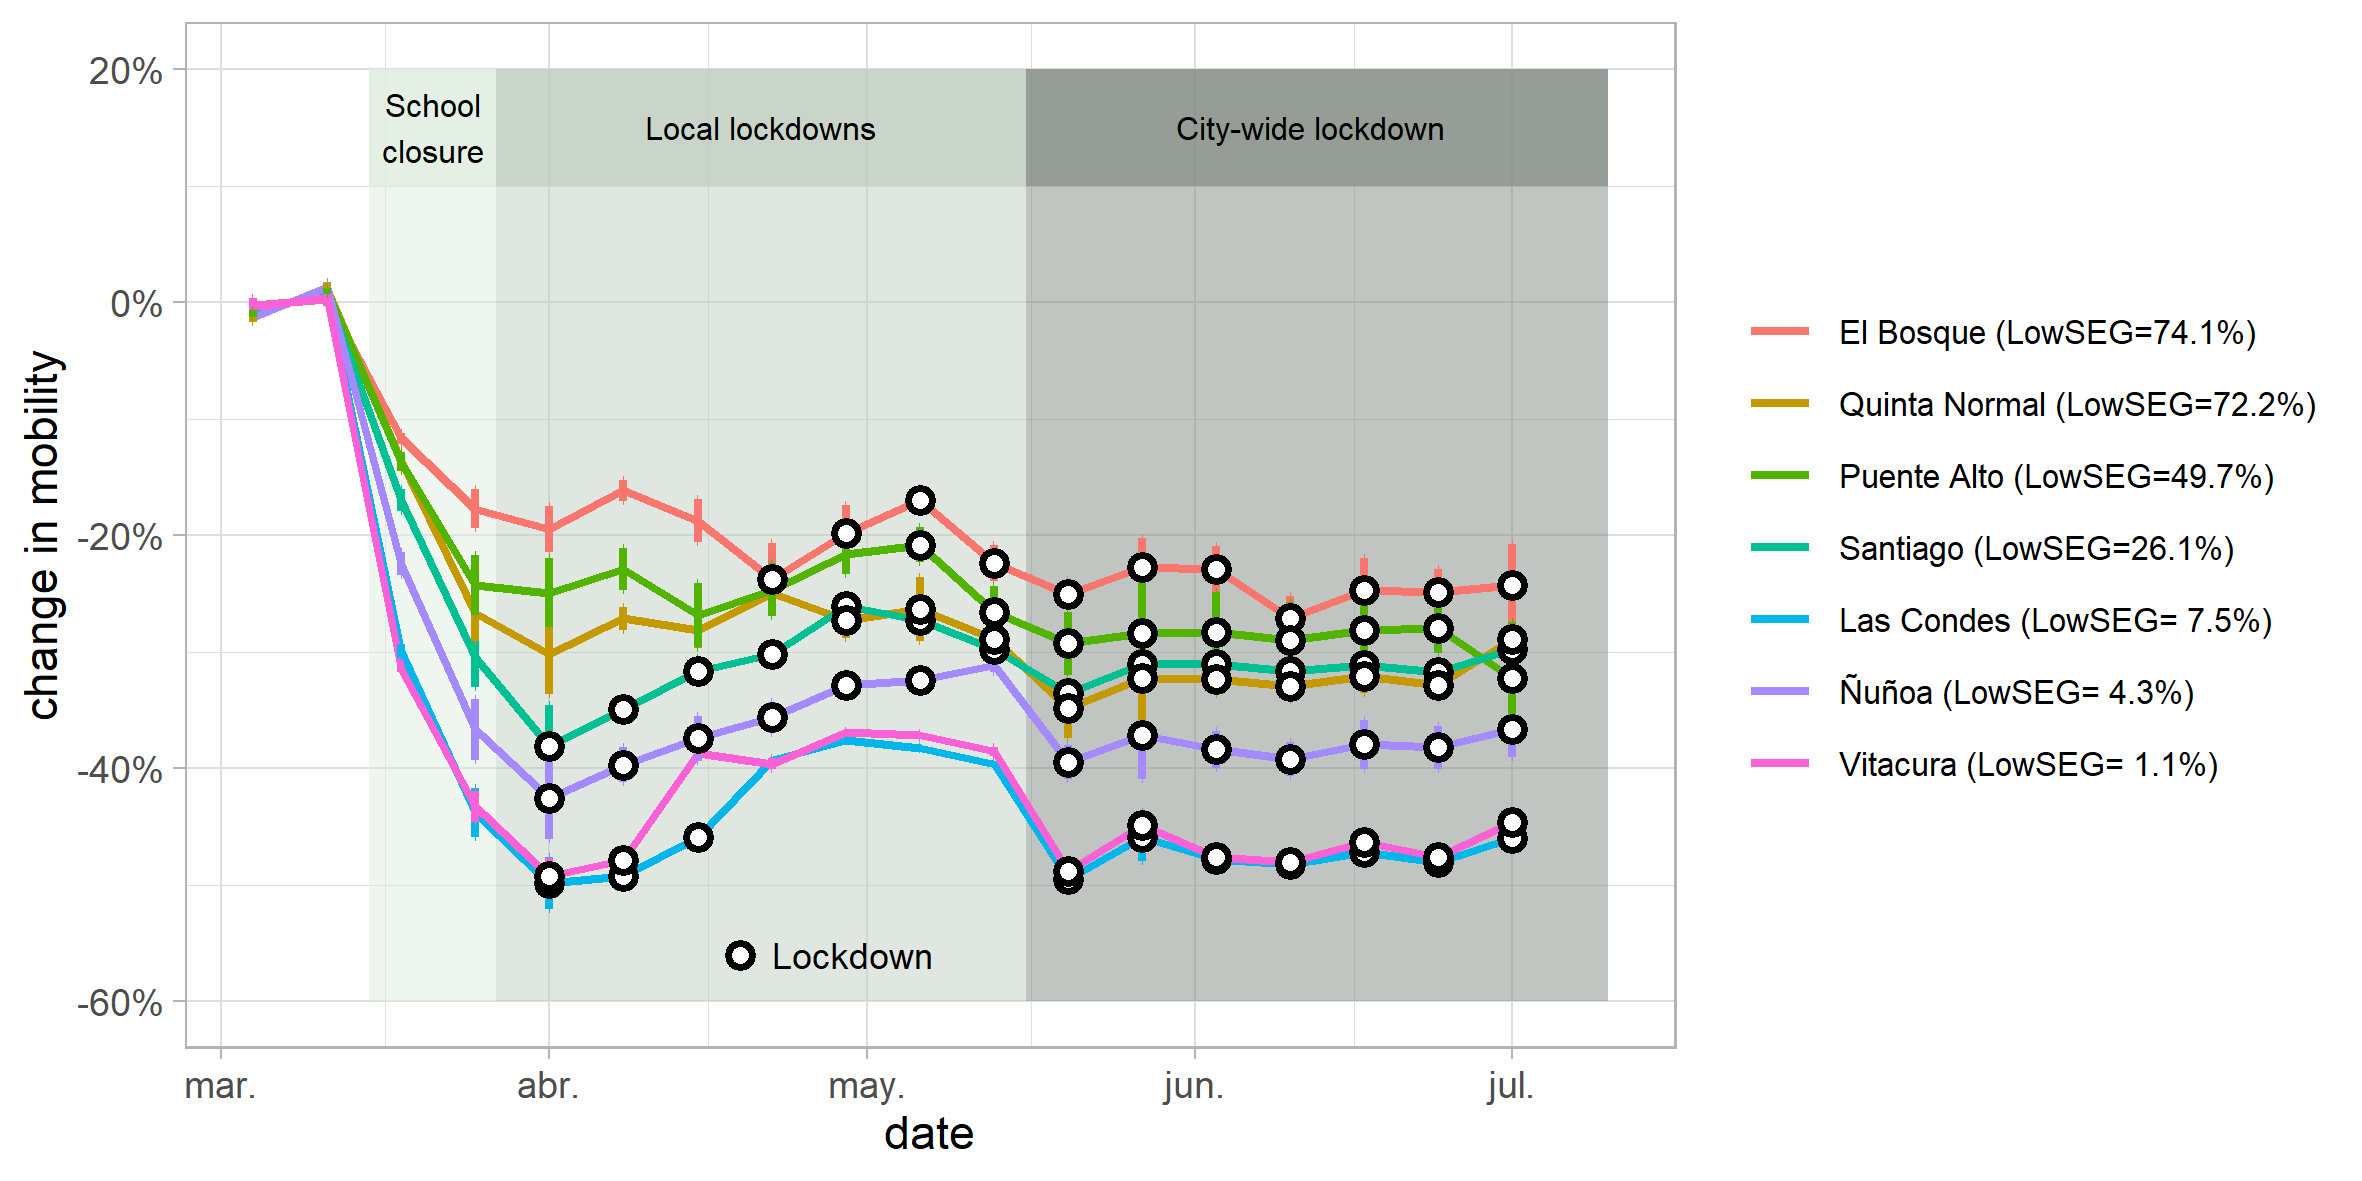 20%
0%
-20%
-40%
-60%
change in mobility
School
closure
Local lockdowns
City-wide lockdown
Lockdown
mar.
abr.
may.
jun.
jul.
date
El Bosque (LowSEG=74.1%)
Quinta Normal (LowSEG=72.2%)
Puente Alto (LowSEG=49.7%)
Santiago (LowSEG=26.1%)
Las Condes (LowSEG= 7.5%)
Ñuñoa (LowSEG= 4.3%)
Vitacura (LowSEG= 1.1%)